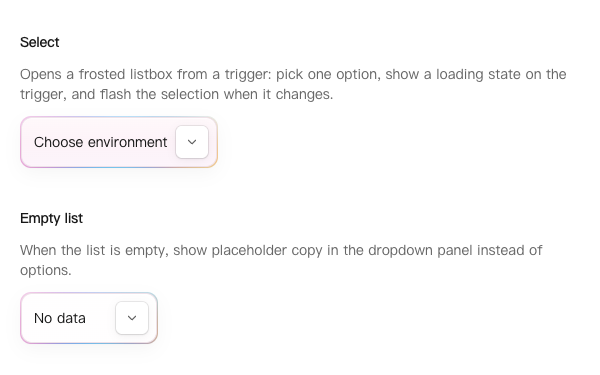 Select
Opens a frosted listbox from a trigger: pick one option, show a loading state on the
trigger, and flash the selection when it changes.
Choose environment
Empty list
When the list is empty, show placeholder copy in the dropdown panel instead of
options.
No data